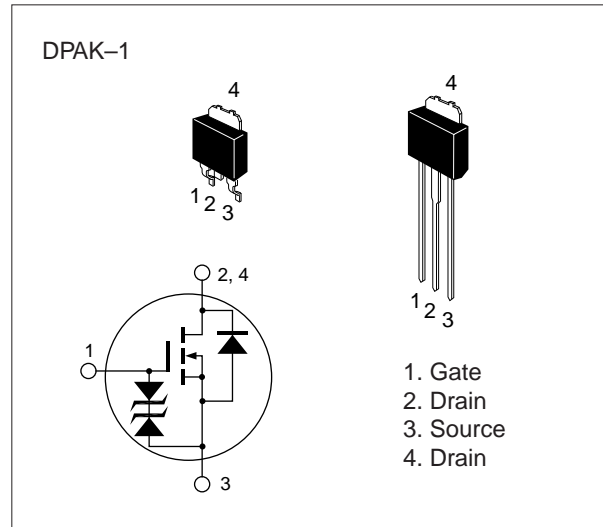 DPAK–1
4
4
1 2 3
1 2 3
2, 4
1
3
1. Gate
2. Drain
3. Source
4. Drain